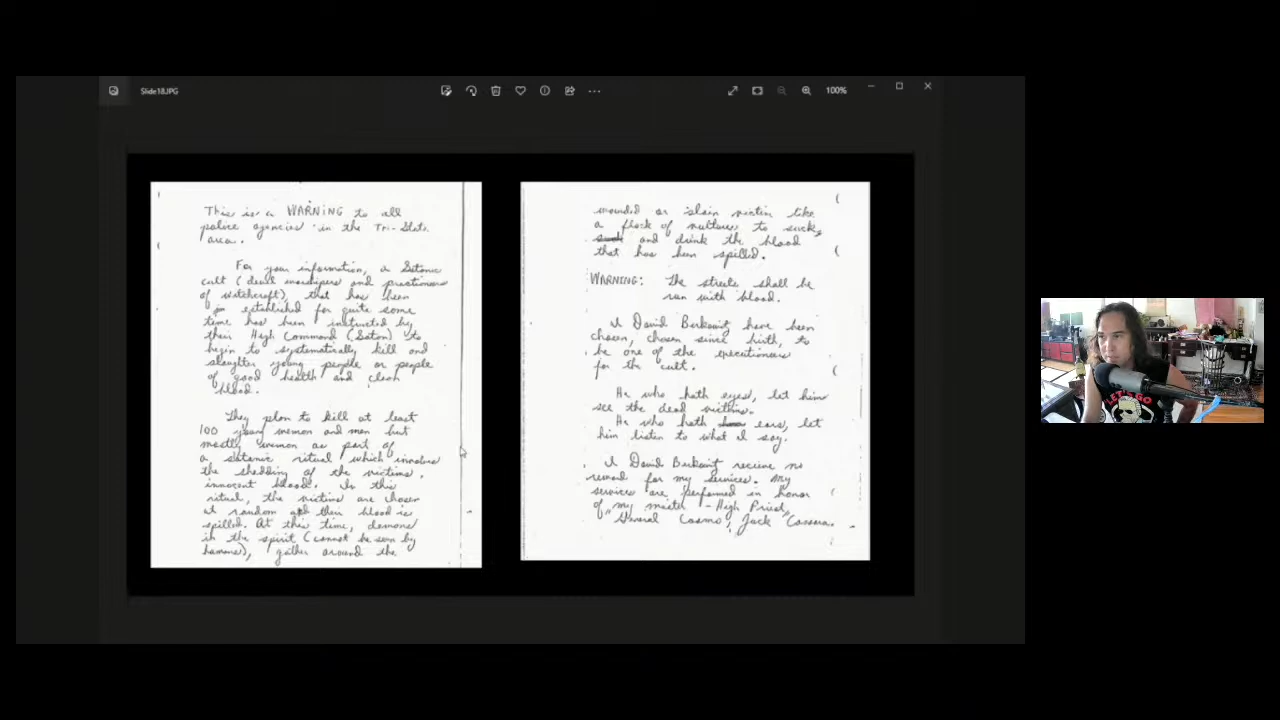 Slide18.JPG
100%
This is a WARNING to all
police agencies in the Tri-State
area.
For your information, a Satanic
cult (devil worshipers and practioners
of witchcraft), that has been
established for quite some
time has been instructed by
their High Command (Satan) to
begin to systematically kill and
slaughter young people or people
of good health and clean
blood.
They plan to kill at least
100 young women and men but
mostly women as part of
a satanic ritual which involves
the shedding of the victims,
innocent blood. In this
ritual, the victims are chosen
at random and their blood is
spilled. At this time, demons
in the spirit (cannot be seen by
humans), gather around the
wounded or slain victim like
a flock of vultures to suck,
and drink the blood
that has been spilled.
WARNING: The streets shall be
run with blood.
I David Berkowitz have been
chosen, chosen since birth, to
be one of the executioners
for the cult.
He who hath eyes, let him
see the dead victims.
He who hath ears, let
him listen to what I say.
I David Berkowitz receive no
reward for my services. My
services are performed in honor
of my master - High Priest,
"General Cosmo," Jack Cassara.
LET'S GO